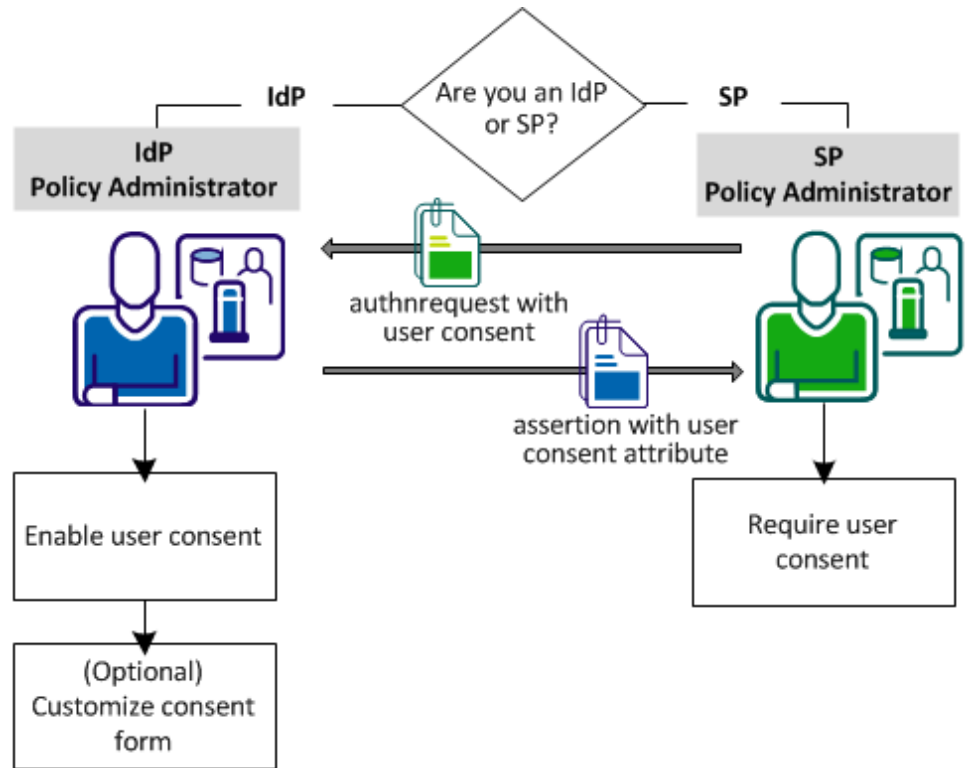 Are you an IdP
or SP?
IdP
SP
IdP
Policy Administrator
SP
Policy Administrator
authnrequest with
user consent
assertion with user
consent attribute
Enable user consent
Require user
consent
(Optional)
Customize consent
form